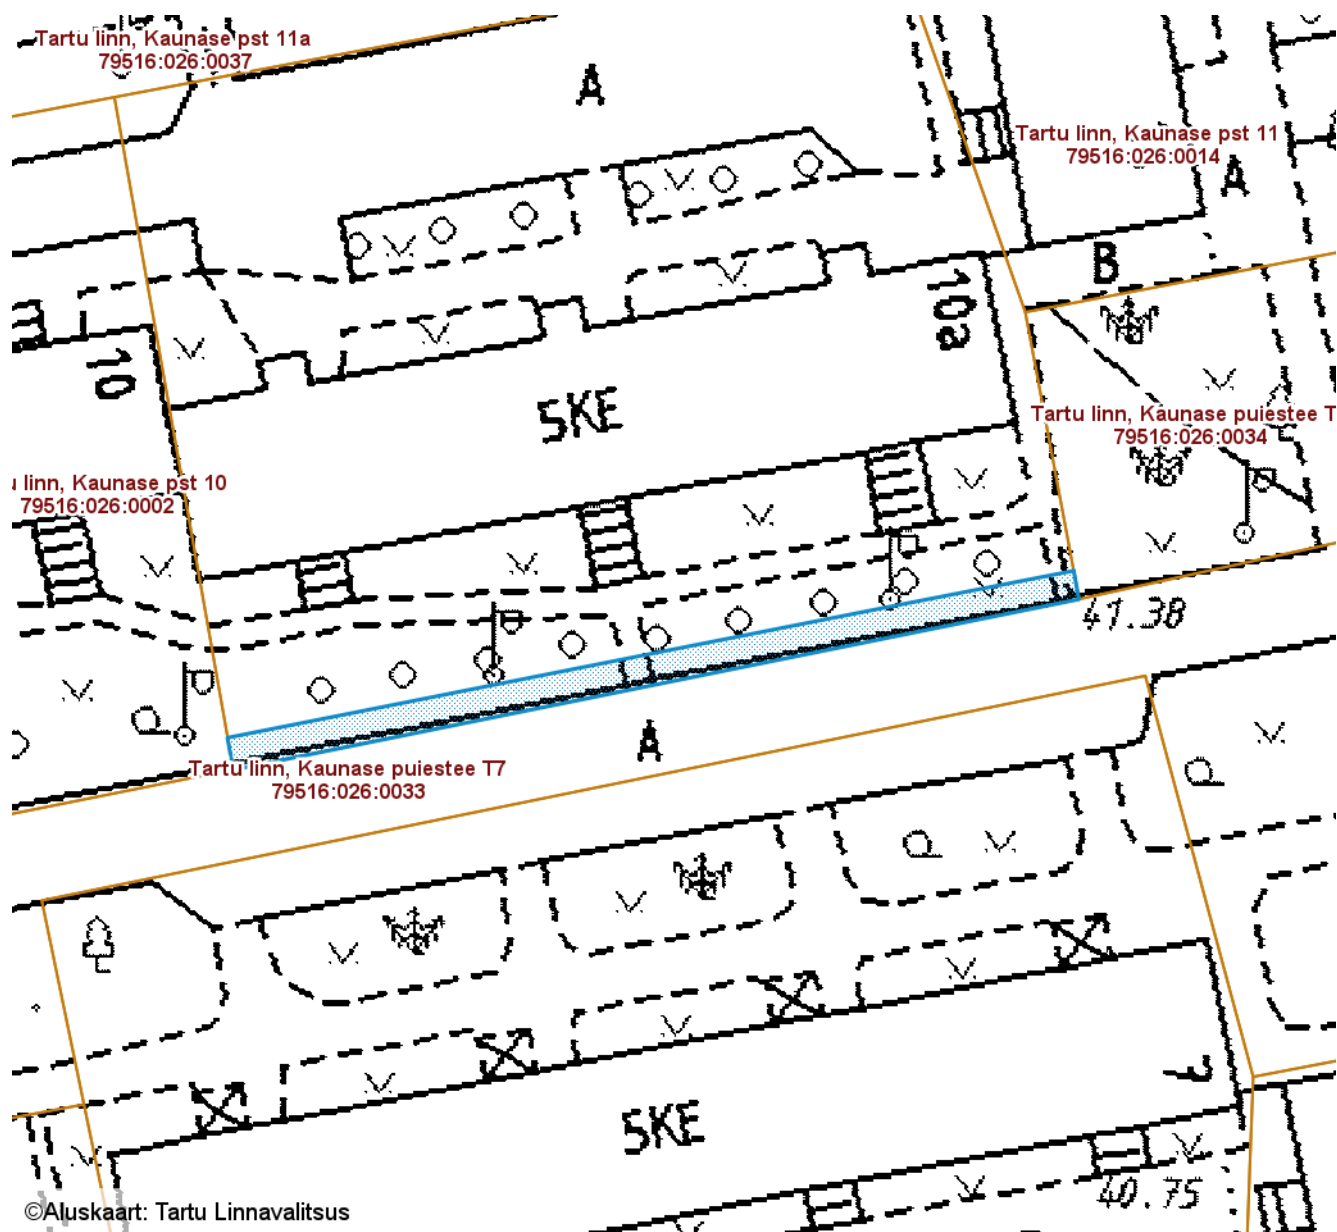 Tartu linn, Kaunase pst 11a
79516:026:0037
A
Tartu linn, Kaunase pst 11
79516:026:0014
A
B
10a
10
5KE
Tartu linn, Kaunase puiestee T
79516:026:0034
u linn, Kaunase pst 10
79516:026:0002
41.38
A
Tartu linn, Kaunase puiestee T7
79516:026:0033
5KE
40.75
©Aluskaart: Tartu Linnavalitsus